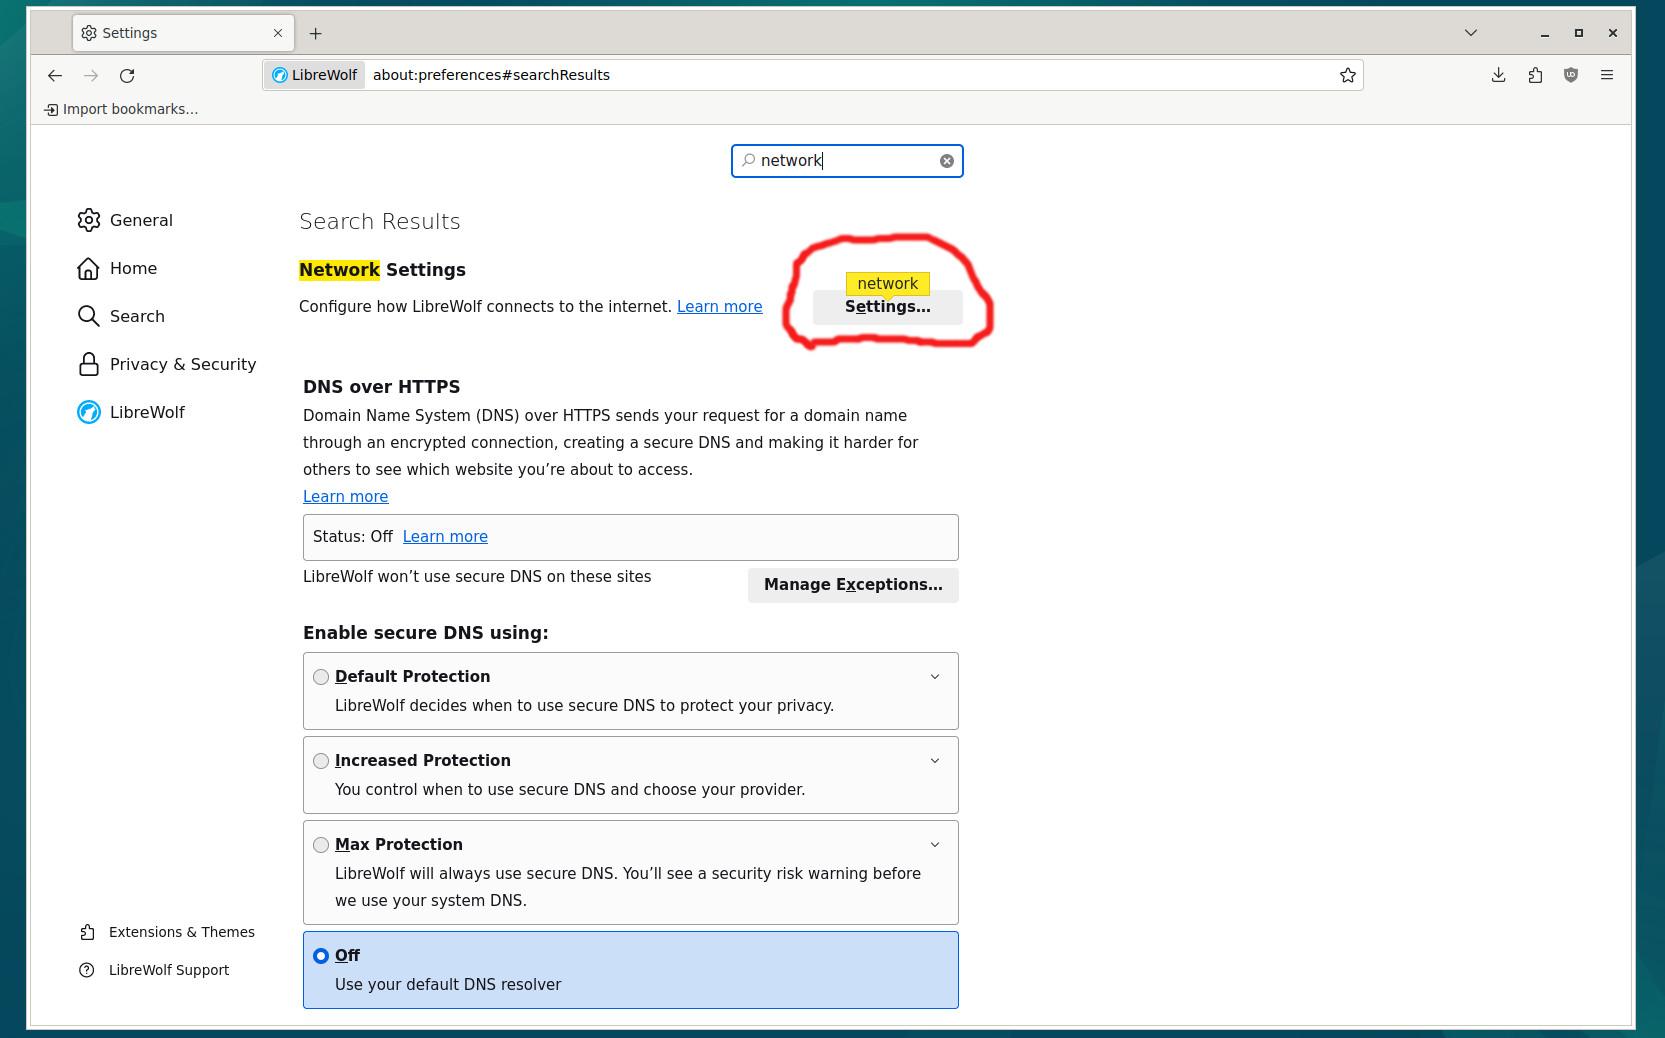 Settings
LibreWolf about:preferences#searchResults
Import bookmarks…
network
General
Home
Search
Privacy & Security
LibreWolf
Extensions & Themes
LibreWolf Support
Search Results
Network Settings
network
Configure how LibreWolf connects to the internet. Learn more
Settings…
DNS over HTTPS
Domain Name System (DNS) over HTTPS sends your request for a domain name
through an encrypted connection, creating a secure DNS and making it harder for
others to see which website you’re about to access.
Learn more
Status: Off Learn more
LibreWolf won’t use secure DNS on these sites
Manage Exceptions…
Enable secure DNS using:
Default Protection
LibreWolf decides when to use secure DNS to protect your privacy.
Increased Protection
You control when to use secure DNS and choose your provider.
Max Protection
LibreWolf will always use secure DNS. You’ll see a security risk warning before
we use your system DNS.
Off
Use your default DNS resolver